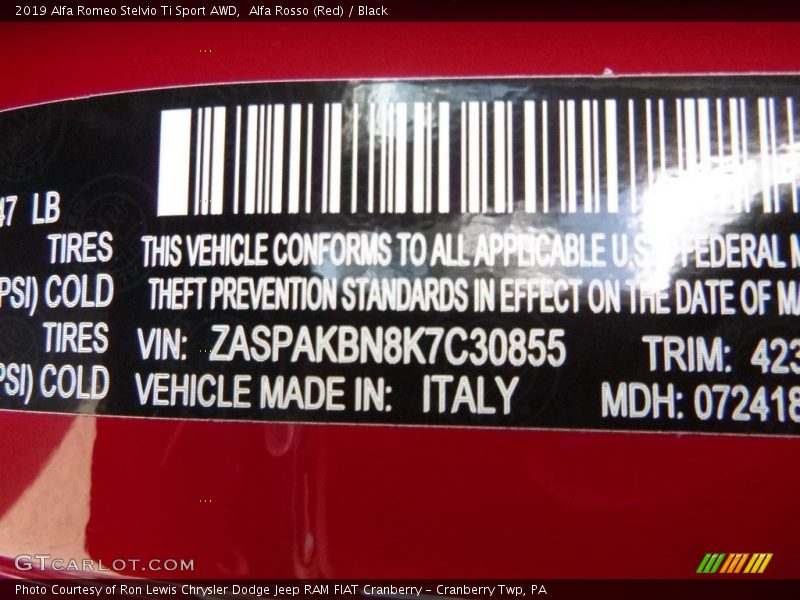 2019 Alfa Romeo Stelvio Ti Sport AWD,  Alfa Rosso (Red) / Black
47 LB
TIRES
PSI) COLD
TIRES
PSI) COLD
THIS VEHICLE CONFORMS TO ALL APPLICABLE U.S. FEDERAL M
THEFT PREVENTION STANDARDS IN EFFECT ON THE DATE OF MA
VIN: ZASPAKBN8K7C30855 TRIM: 423
VEHICLE MADE IN: ITALY MDH: 072418
GTCARLOT.COM
Photo Courtesy of Ron Lewis Chrysler Dodge Jeep RAM FIAT Cranberry – Cranberry Twp, PA